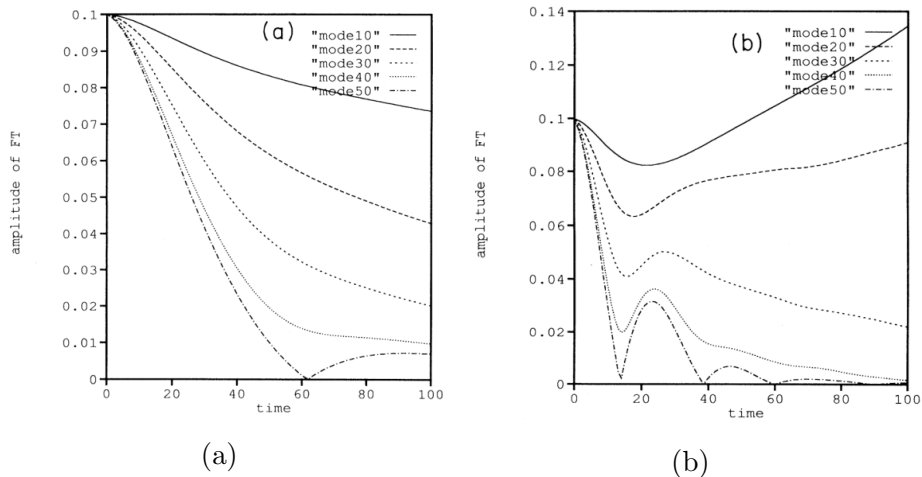 (a)
"mode10"
"mode20"
"mode30"
"mode40"
"mode50"
0.1
0.09
0.08
0.07
0.06
0.05
0.04
0.03
0.02
0.01
0
amplitude of FT
0 20 40 60 80 100
time
(a)
(b)
"mode10"
"mode20"
"mode30"
"mode40"
"mode50"
0.14
0.12
0.1
0.08
0.06
0.04
0.02
0
amplitude of FT
0 20 40 60 80 100
time
(b)